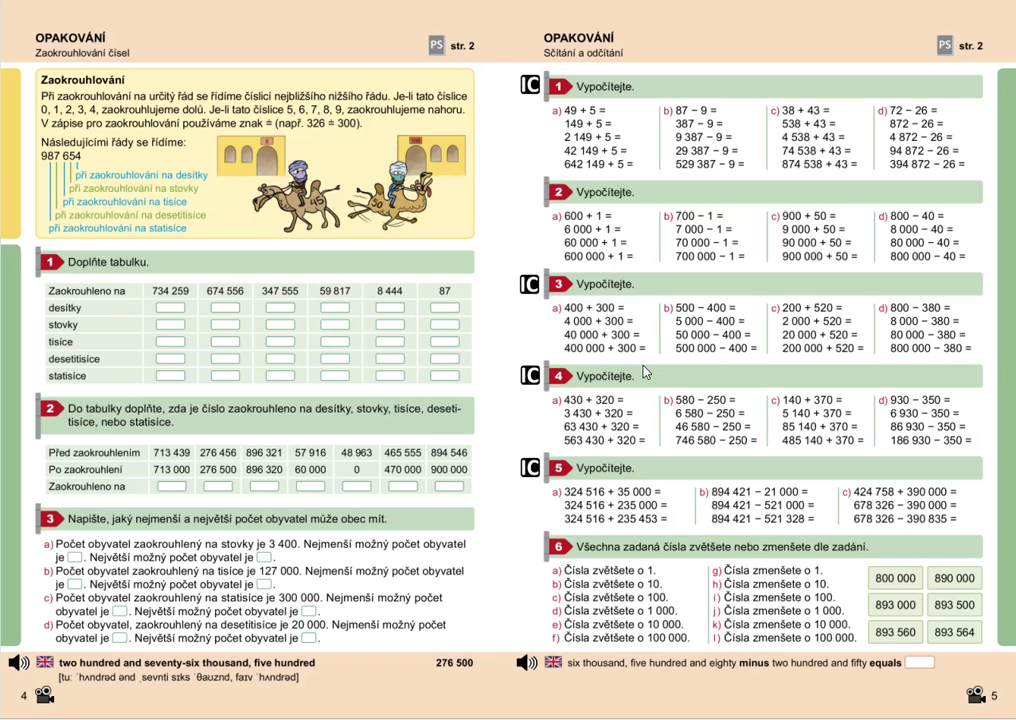 OPAKOVÁNÍ
Zaokrouhlování čísel
PS str. 2
Zaokrouhlování
Při zaokrouhlování na určitý řád se řídíme číslicí nejbližšího nižšího řádu. Je-li tato číslice
0, 1, 2, 3, 4, zaokrouhlujeme dolů. Je-li tato číslice 5, 6, 7, 8, 9, zaokrouhlujeme nahoru.
V zápise pro zaokrouhlování používáme znak ≐ (např. 326 ≐ 300).
Následujícími řády se řídíme:
987 654
při zaokrouhlování na desítky
při zaokrouhlování na stovky
při zaokrouhlování na tisíce
při zaokrouhlování na desetitisíce
při zaokrouhlování na statisíce
45
50
1 Doplňte tabulku.
Zaokrouhleno na 734 259 674 556 347 555 59 817 8 444 87
desítky
stovky
tisíce
desetitisíce
statisíce
2 Do tabulky doplňte, zda je číslo zaokrouhleno na desítky, stovky, tisíce, deseti-
tisíce, nebo statisíce.
Před zaokrouhlením 713 439 276 456 896 321 57 916 48 963 465 555 894 546
Po zaokrouhlení 713 000 276 500 896 320 60 000 0 470 000 900 000
Zaokrouhleno na
3 Napište, jaký nejmenší a největší počet obyvatel může obec mít.
a) Počet obyvatel zaokrouhlený na stovky je 3 400. Nejmenší možný počet obyvatel
je . Největší možný počet obyvatel je .
b) Počet obyvatel zaokrouhlený na tisíce je 127 000. Nejmenší možný počet obyvatel
je . Největší možný počet obyvatel je .
c) Počet obyvatel zaokrouhlený na statisíce je 300 000. Nejmenší možný počet
obyvatel je . Největší možný počet obyvatel je .
d) Počet obyvatel, zaokrouhlený na desetitisíce je 20 000. Nejmenší možný počet
obyvatel je . Největší možný počet obyvatel je .
two hundred and seventy-six thousand, five hundred 276 500
[tuː ˈhʌndrəd ənd ˌsevnti sɪks ˈθaʊznd, faɪv ˈhʌndrəd]
4
OPAKOVÁNÍ
Sčítání a odčítání
PS str. 2
IC 1 Vypočítejte.
a) 49 + 5 = b) 87 − 9 = c) 38 + 43 = d) 72 − 26 =
149 + 5 = 387 − 9 = 538 + 43 = 872 − 26 =
2 149 + 5 = 9 387 − 9 = 4 538 + 43 = 4 872 − 26 =
42 149 + 5 = 29 387 − 9 = 74 538 + 43 = 94 872 − 26 =
642 149 + 5 = 529 387 − 9 = 874 538 + 43 = 394 872 − 26 =
2 Vypočítejte.
a) 600 + 1 = b) 700 − 1 = c) 900 + 50 = d) 800 − 40 =
6 000 + 1 = 7 000 − 1 = 9 000 + 50 = 8 000 − 40 =
60 000 + 1 = 70 000 − 1 = 90 000 + 50 = 80 000 − 40 =
600 000 + 1 = 700 000 − 1 = 900 000 + 50 = 800 000 − 40 =
IC 3 Vypočítejte.
a) 400 + 300 = b) 500 − 400 = c) 200 + 520 = d) 800 − 380 =
4 000 + 300 = 5 000 − 400 = 2 000 + 520 = 8 000 − 380 =
40 000 + 300 = 50 000 − 400 = 20 000 + 520 = 80 000 − 380 =
400 000 + 300 = 500 000 − 400 = 200 000 + 520 = 800 000 − 380 =
IC 4 Vypočítejte.
a) 430 + 320 = b) 580 − 250 = c) 140 + 370 = d) 930 − 350 =
3 430 + 320 = 6 580 − 250 = 5 140 + 370 = 6 930 − 350 =
63 430 + 320 = 46 580 − 250 = 85 140 + 370 = 86 930 − 350 =
563 430 + 320 = 746 580 − 250 = 485 140 + 370 = 186 930 − 350 =
IC 5 Vypočítejte.
a) 324 516 + 35 000 = b) 894 421 − 21 000 = c) 424 758 + 390 000 =
324 516 + 235 000 = 894 421 − 521 000 = 678 326 − 390 000 =
324 516 + 235 453 = 894 421 − 521 328 = 678 326 − 390 835 =
6 Všechna zadaná čísla zvětšete nebo zmenšete dle zadání.
a) Čísla zvětšete o 1. g) Čísla zmenšete o 1. 800 000 890 000
b) Čísla zvětšete o 10. h) Čísla zmenšete o 10.
c) Čísla zvětšete o 100. i) Čísla zmenšete o 100. 893 000 893 500
d) Čísla zvětšete o 1 000. j) Čísla zmenšete o 1 000.
e) Čísla zvětšete o 10 000. k) Čísla zmenšete o 10 000. 893 560 893 564
f) Čísla zvětšete o 100 000. l) Čísla zmenšete o 100 000.
six thousand, five hundred and eighty minus two hundred and fifty equals
5